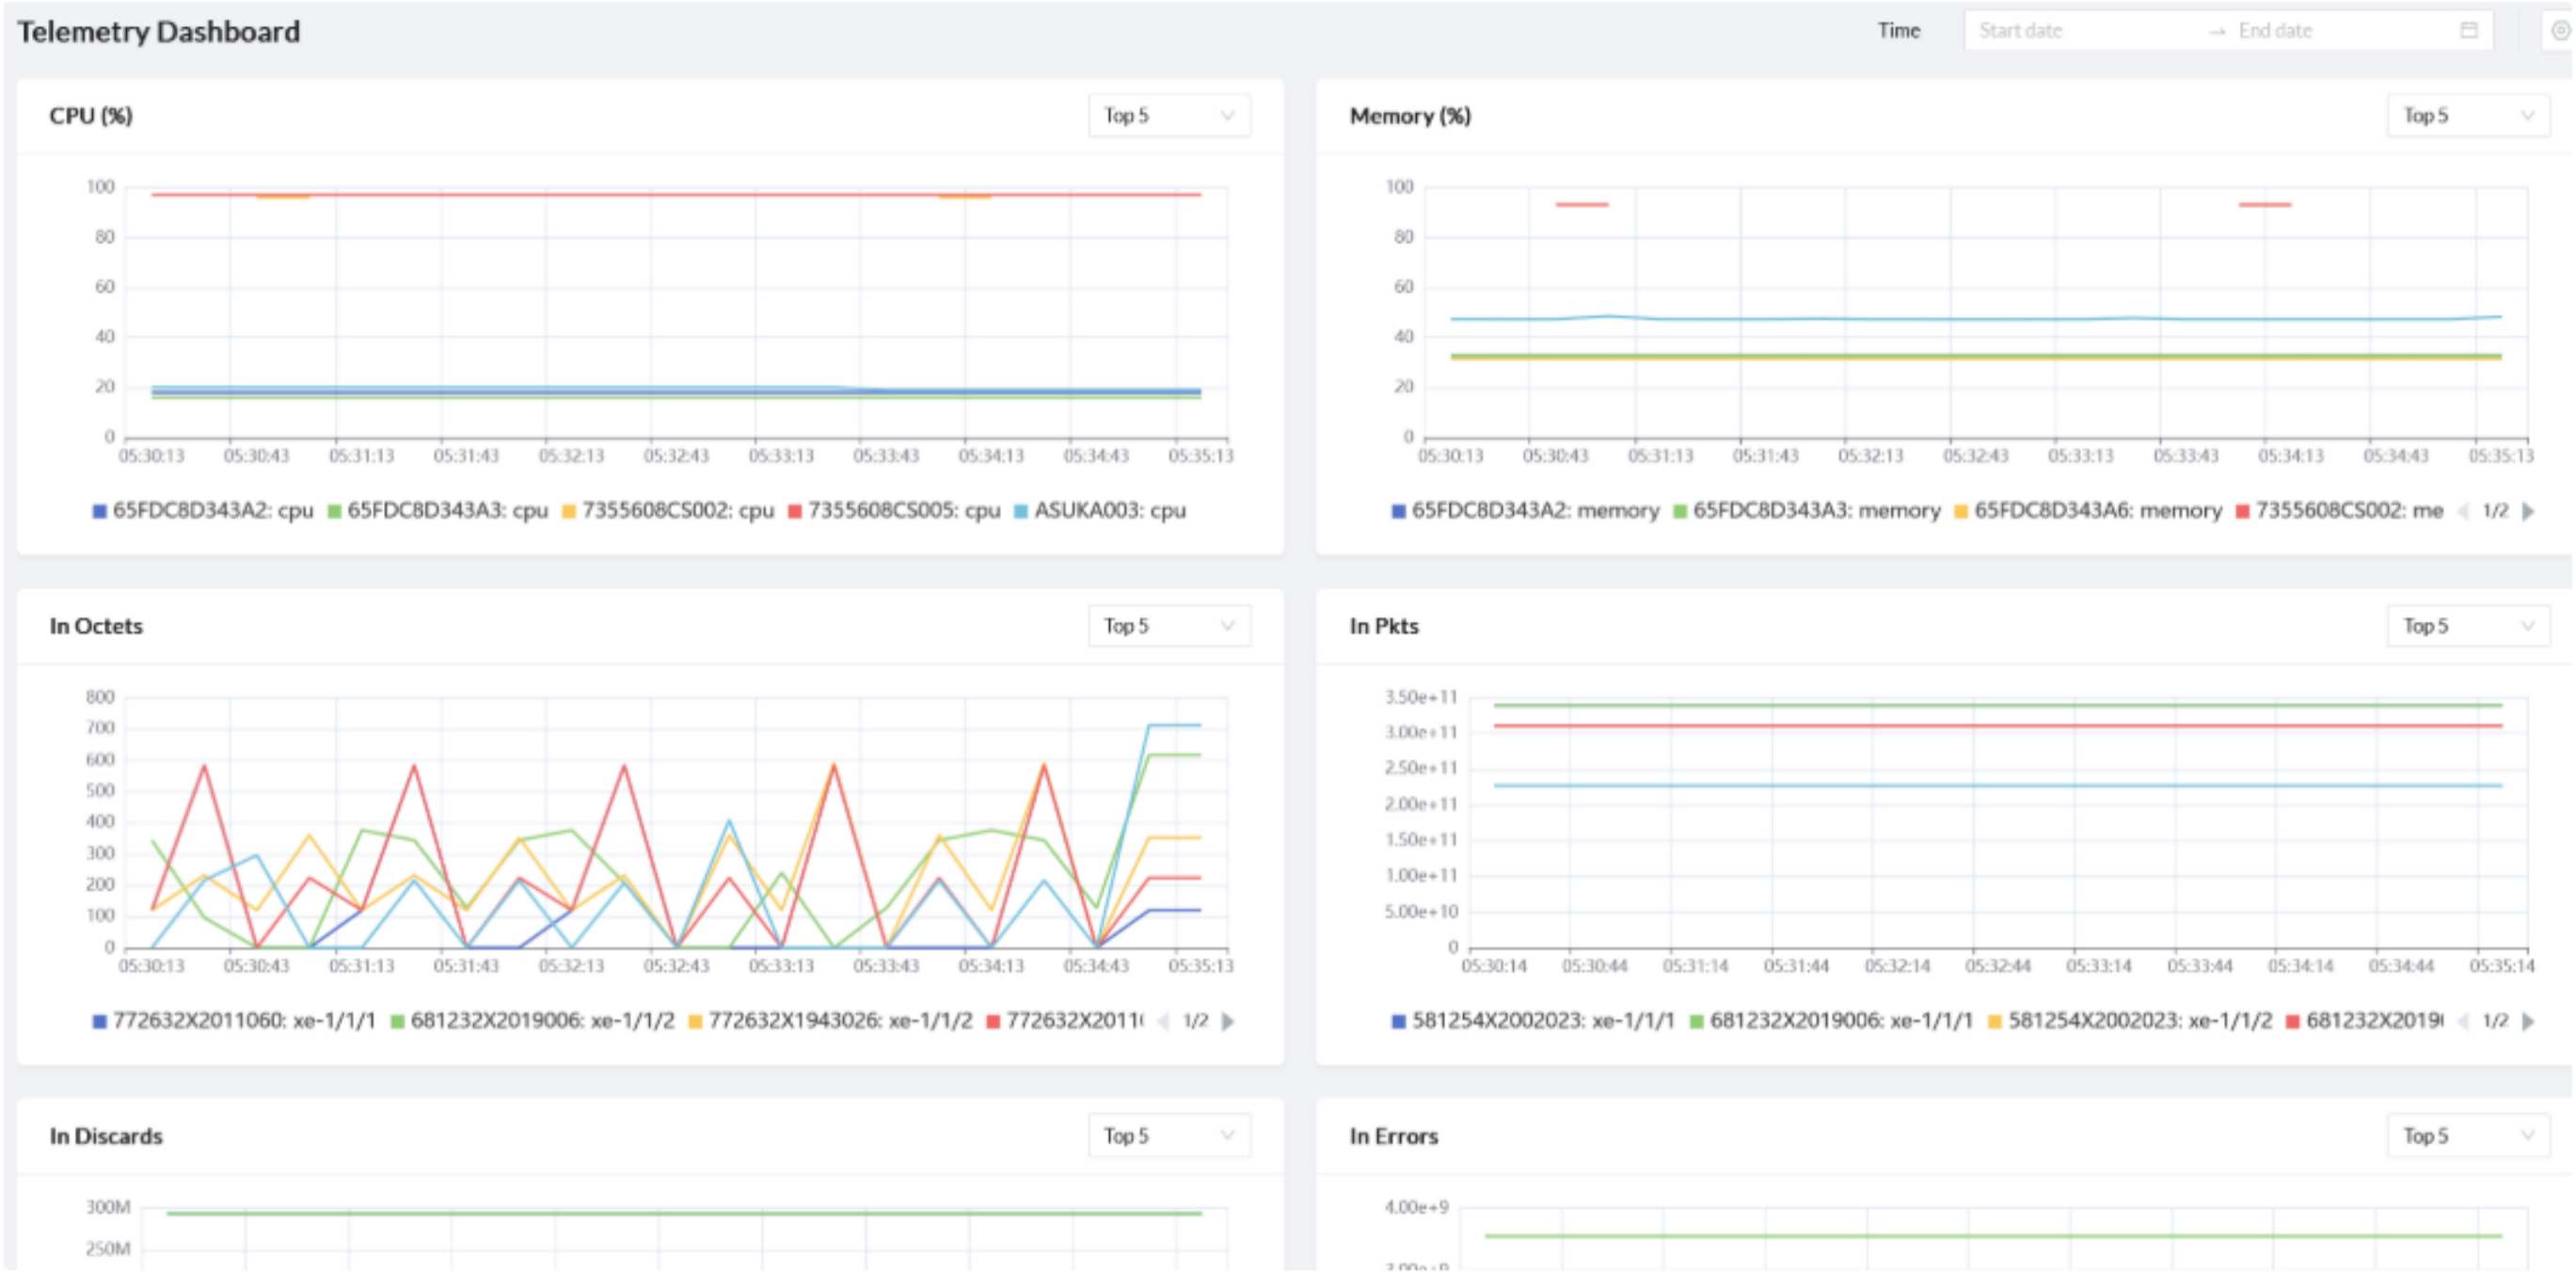 Telemetry Dashboard
Time Start date → End date
CPU (%) Top 5
100
80
60
40
20
0
05:30:13 05:30:43 05:31:13 05:31:43 05:32:13 05:32:43 05:33:13 05:33:43 05:34:13 05:34:43 05:35:13
65FDC8D343A2: cpu 65FDC8D343A3: cpu 7355608CS002: cpu 7355608CS005: cpu ASUKA003: cpu
Memory (%) Top 5
100
80
60
40
20
0
05:30:13 05:30:43 05:31:13 05:31:43 05:32:13 05:32:43 05:33:13 05:33:43 05:34:13 05:34:43 05:35:13
65FDC8D343A2: memory 65FDC8D343A3: memory 65FDC8D343A6: memory 7355608CS002: me 1/2
In Octets Top 5
800
700
600
500
400
300
200
100
0
05:30:13 05:30:43 05:31:13 05:31:43 05:32:13 05:32:43 05:33:13 05:33:43 05:34:13 05:34:43 05:35:13
772632X2011060: xe-1/1/1 681232X2019006: xe-1/1/2 772632X1943026: xe-1/1/2 772632X2011 1/2
In Pkts Top 5
3.50e+11
3.00e+11
2.50e+11
2.00e+11
1.50e+11
1.00e+11
5.00e+10
0
05:30:14 05:30:44 05:31:14 05:31:44 05:32:14 05:32:44 05:33:14 05:33:44 05:34:14 05:34:44 05:35:14
581254X2002023: xe-1/1/1 681232X2019006: xe-1/1/1 581254X2002023: xe-1/1/2 681232X2019 1/2
In Discards Top 5
300M
250M
In Errors Top 5
4.00e+9